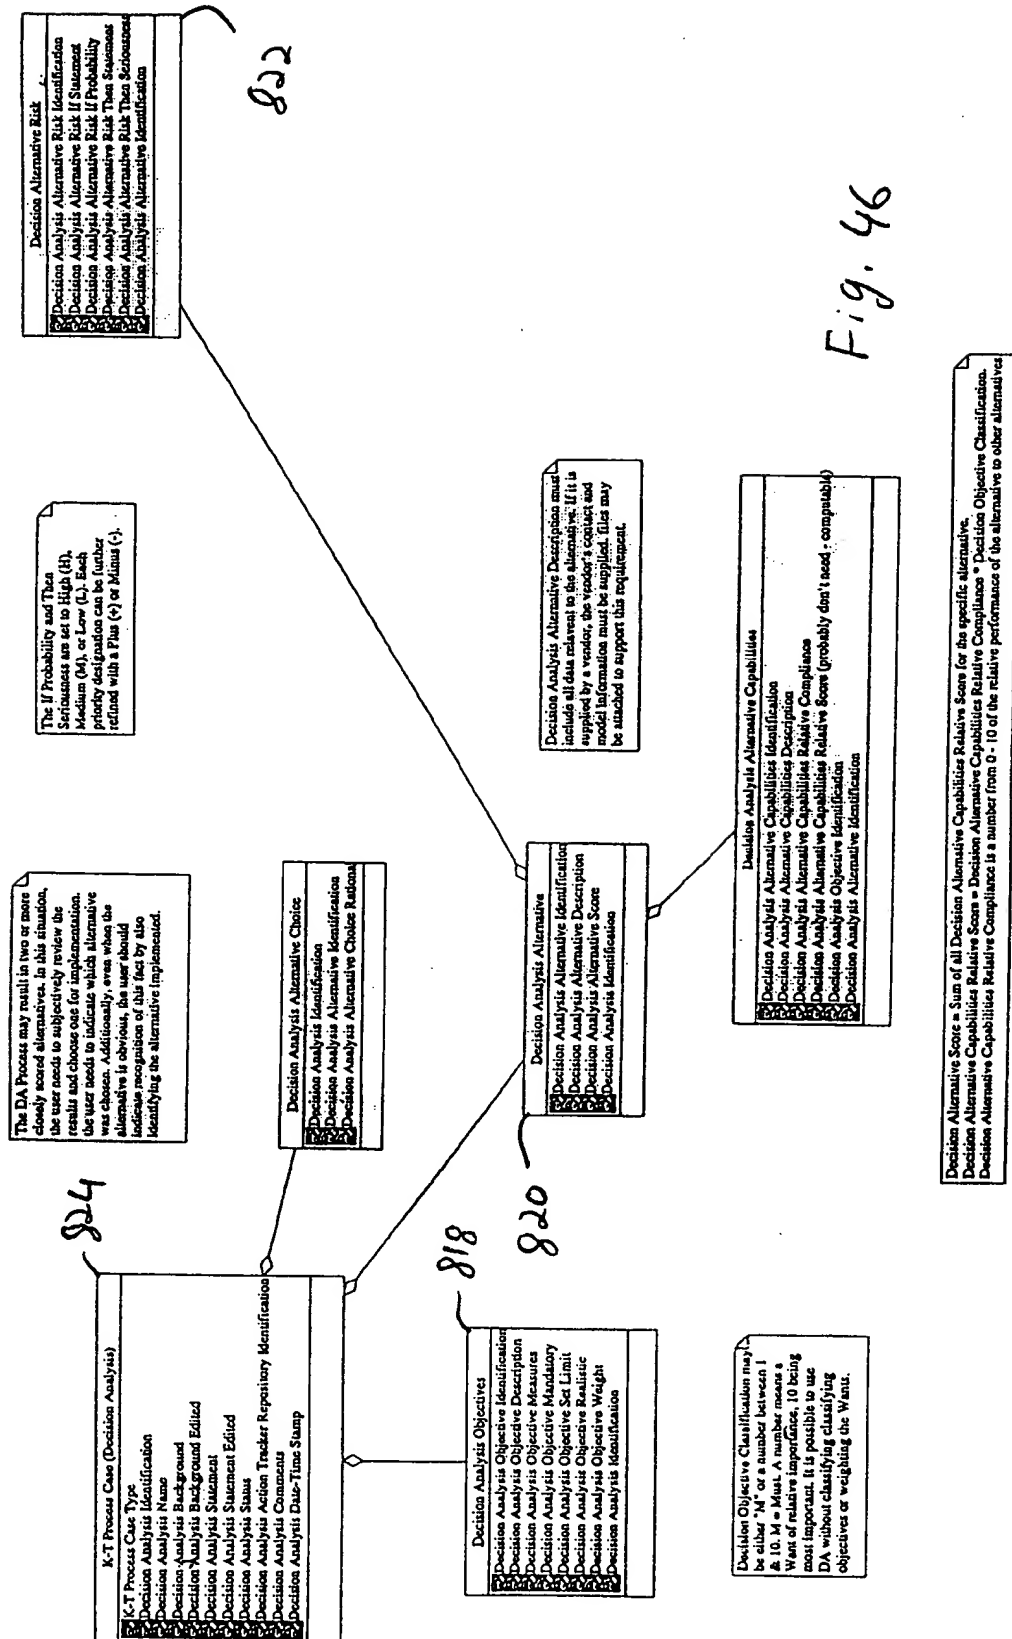 K-T Process Case (Decision Analysis)
K-T Process Case Type
Decision Analysis Identification
Decision Analysis Name
Decision Analysis Background
Decision Analysis Background Edited
Decision Analysis Statement
Decision Analysis Statement Edited
Decision Analysis Status
Decision Analysis Action Tracker Repository Identification
Decision Analysis Comments
Decision Analysis Date-Time Stamp
824
The DA Process may result in two or more
closely scored alternatives. In this situation,
the user needs to subjectively review the
results and choose one for implementation.
the user needs to indicate which alternative
was chosen. Additionally, even when the
alternative is obvious, the user should
indicate recognition of this fact by also
identifying the alternative implemented.
The If Probability and Then
Seriousness are set to High (H),
Medium (M), or Low (L). Each
priority designation can be further
refined with a Plus (+) or Minus (-).
Decision Alternative Risk
Decision Analysis Alternative Risk Identification
Decision Analysis Alternative Risk If Statement
Decision Analysis Alternative Risk If Probability
Decision Analysis Alternative Risk Then Statement
Decision Analysis Alternative Risk Then Seriousness
Decision Analysis Alternative Identification
822
Decision Analysis Alternative Choice
Decision Analysis Identification
Decision Analysis Alternative Identification
Decision Analysis Alternative Choice Rational
Decision Analysis Objectives
Decision Analysis Objective Identification
Decision Analysis Objective Description
Decision Analysis Objective Measures
Decision Analysis Objective Mandatory
Decision Analysis Objective Set Limit
Decision Analysis Objective Realistic
Decision Analysis Objective Weight
Decision Analysis Identification
818
820
Decision Analysis Alternative
Decision Analysis Alternative Identification
Decision Analysis Alternative Description
Decision Analysis Alternative Score
Decision Analysis Identification
Decision Analysis Alternative Description must
include all data relavent to the alternative. If it is
supplied by a vendor, the vendor's contact and
model information must be supplied. files may
be attached to support this requirement.
Decision Objective Classification may
be either "M" or a number between 1
& 10. M = Must. A number means a
Want of relative importance, 10 being
most important. It is possible to use
DA without classifying classifying
objectives or weighting the Wants.
Decision Analysis Alternative Capabilities
Decision Analysis Alternative Capabilities Identification
Decision Analysis Alternative Capabilities Description
Decision Analysis Alternative Capabilities Relative Compliance
Decision Analysis Alternative Capabilities Relative Score (probably don't need - computable)
Decision Analysis Objective Identification
Decision Analysis Alternative Identification
Fig. 46
Decision Alternative Score = Sum of all Decision Alternative Capabilities Relative Score for the specific alternative.
Decision Alternative Capabilities Relative Score = Decision Alternative Capabilities Relative Compliance * Decision Objective Classification.
Decision Alternative Capabilities Relative Compliance is a number from 0 - 10 of the relative performance of the alternative to other alternatives